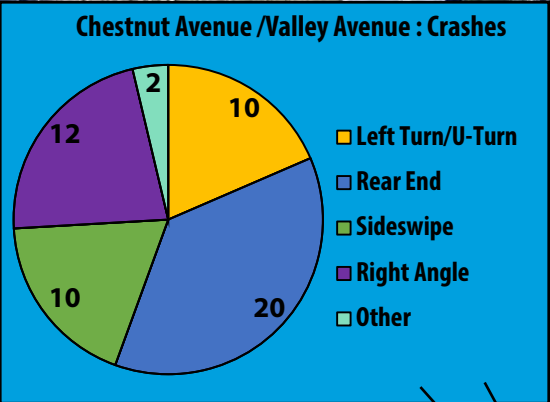 Chestnut Avenue /Valley Avenue : Crashes
2
10
12
10
20
Left Turn/U-Turn
Rear End
Sideswipe
Right Angle
Other